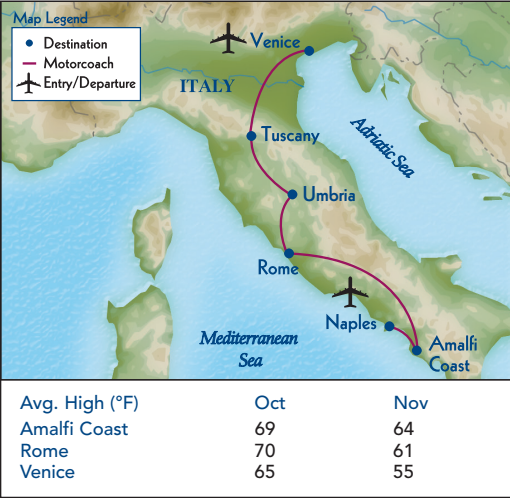 Map Legend
Destination
Motorcoach
Entry/Departure
Venice
ITALY
Tuscany
Adriatic Sea
Umbria
Rome
Naples
Mediterranean
Sea
Amalfi
Coast
Avg. High (°F) Oct Nov
Amalfi Coast 69 64
Rome 70 61
Venice 65 55